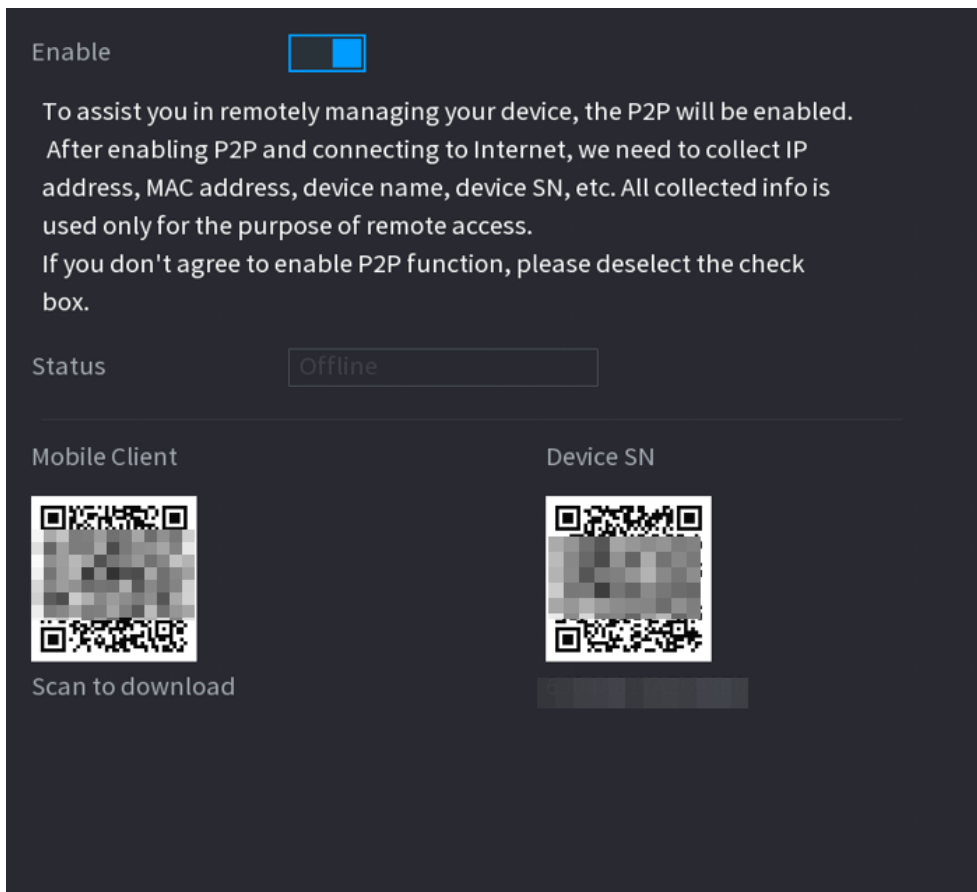 Enable
To assist you in remotely managing your device, the P2P will be enabled.
After enabling P2P and connecting to Internet, we need to collect IP
address, MAC address, device name, device SN, etc. All collected info is
used only for the purpose of remote access.
If you don't agree to enable P2P function, please deselect the check
box.
Status Offline
Mobile Client Device SN
Scan to download